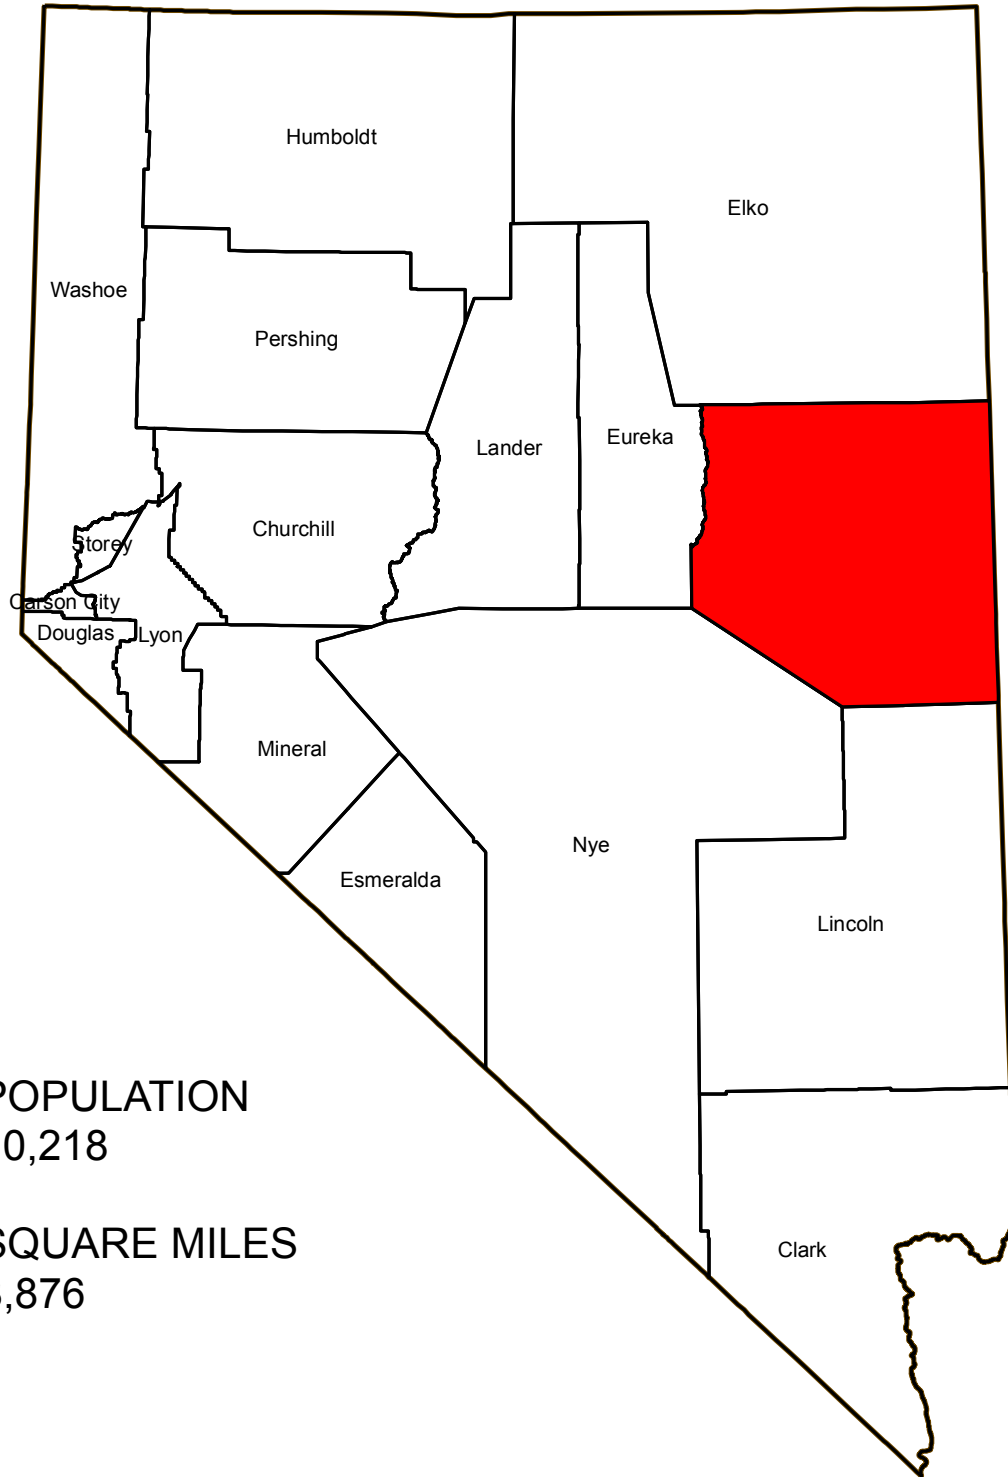 Humboldt
Elko
Washoe
Pershing
Eureka
Lander
Churchill
Storey
Carson City
Douglas
Lyon
Mineral
Nye
Esmeralda
Lincoln
POPULATION
0,218
SQUARE MILES
,876
Clark